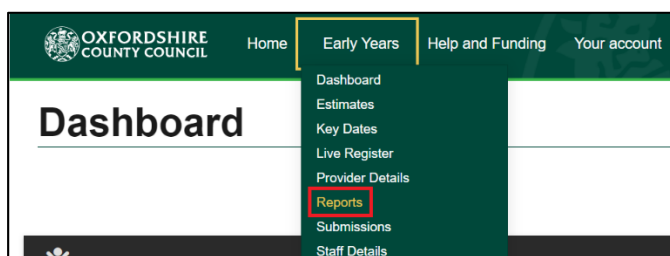 OXFORDSHIRE
COUNTY COUNCIL
Home Early Years Help and Funding Your account
Dashboard
Dashboard
Estimates
Key Dates
Live Register
Provider Details
Reports
Submissions
Staff Details